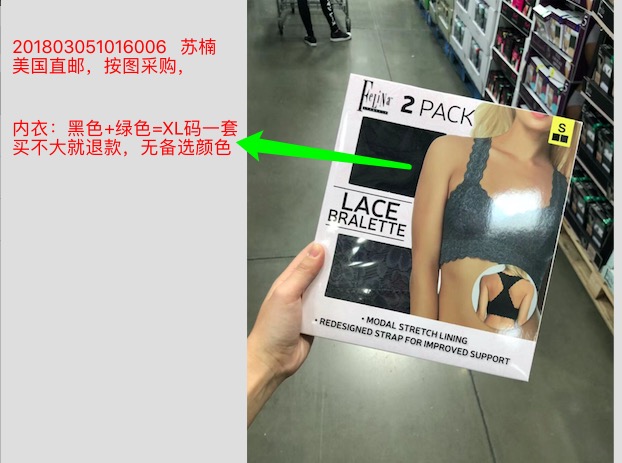 201803051016006 苏楠
美国直邮，按图采购，
内衣：黑色+绿色=XL码一套
买不大就退款，无备选颜色
Felina 2 PACK
S
LACE
BRALETTE
• MODAL STRETCH LINING
• REDESIGNED STRAP FOR IMPROVED SUPPORT